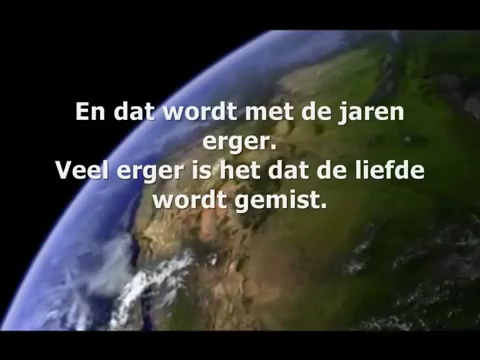 En dat wordt met de jaren
erger.
Veel erger is het dat de liefde
wordt gemist.